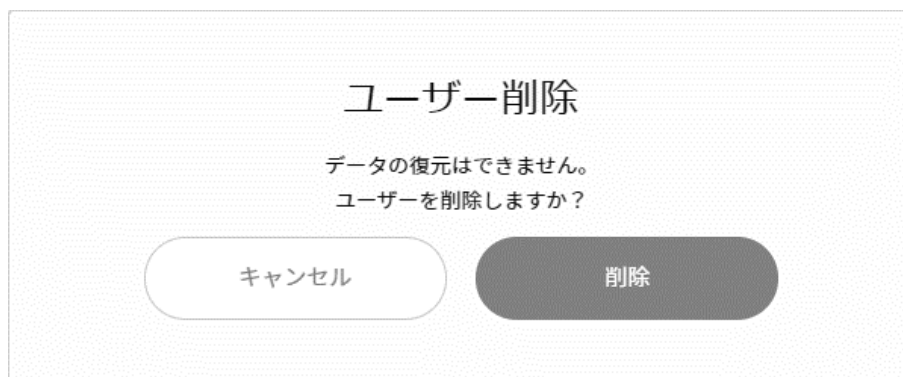 ユーザー削除
データの復元はできません。
ユーザーを削除しますか？
キャンセル
削除